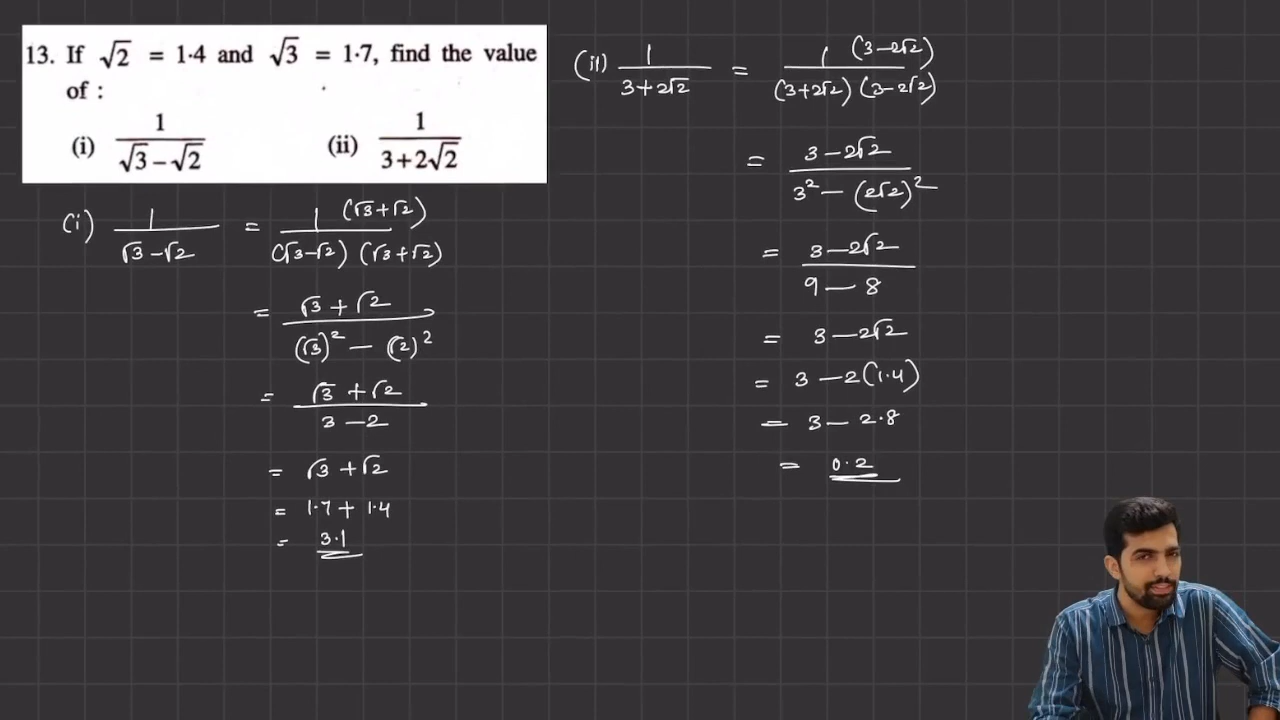 13. If √2 = 1·4 and √3 = 1·7, find the value
of :
(i) 1/(√3−√2) (ii) 1/(3+2√2)
(i) 1/(√3−√2) = 1(√3+√2)/((√3−√2)(√3+√2))
= (√3+√2)/((√3)² − (√2)²)
= (√3+√2)/(3−2)
= √3+√2
= 1·7+1·4
= 3·1
(ii) 1/(3+2√2) = 1(3−2√2)/((3+2√2)(3−2√2))
= (3−2√2)/(3² − (2√2)²)
= (3−2√2)/(9−8)
= 3−2√2
= 3−2(1·4)
= 3−2·8
= 0·2